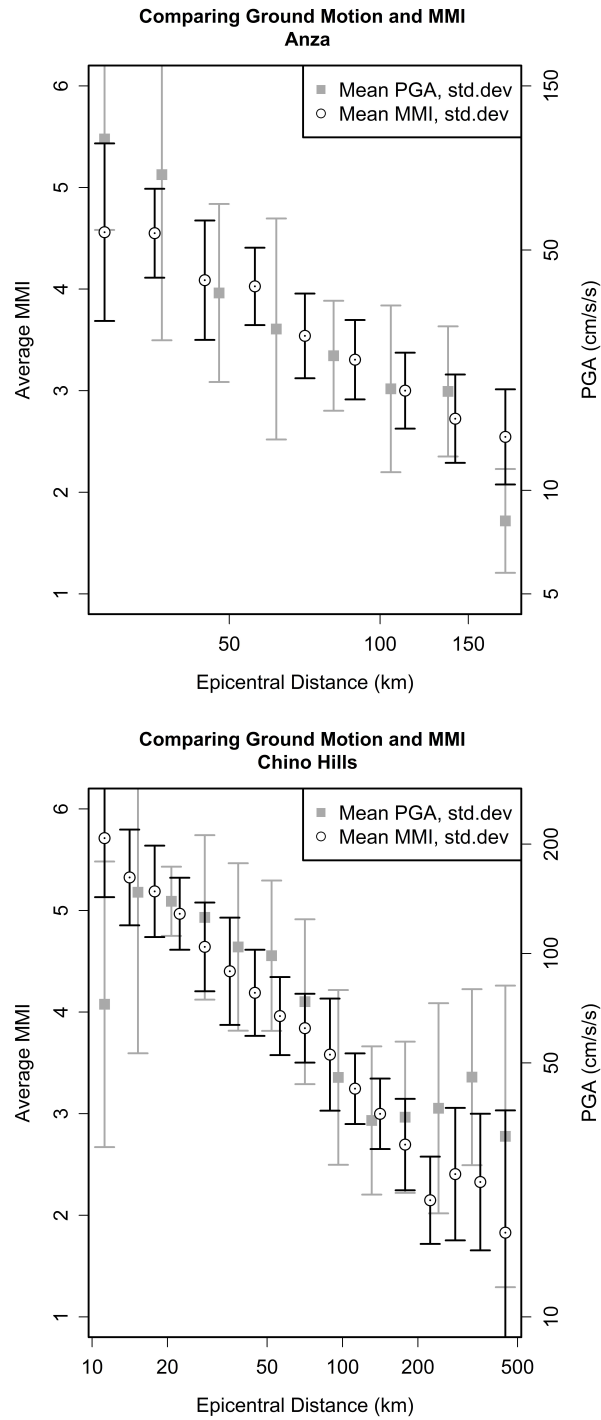 Comparing Ground Motion and MMI
Anza
Mean PGA, std.dev
Mean MMI, std.dev
6
5
4
3
2
1
Average MMI
150
50
10
5
PGA (cm/s/s)
50 100 150
Epicentral Distance (km)
Comparing Ground Motion and MMI
Chino Hills
Mean PGA, std.dev
Mean MMI, std.dev
6
5
4
3
2
1
Average MMI
200
100
50
10
PGA (cm/s/s)
10 20 50 100 200 500
Epicentral Distance (km)